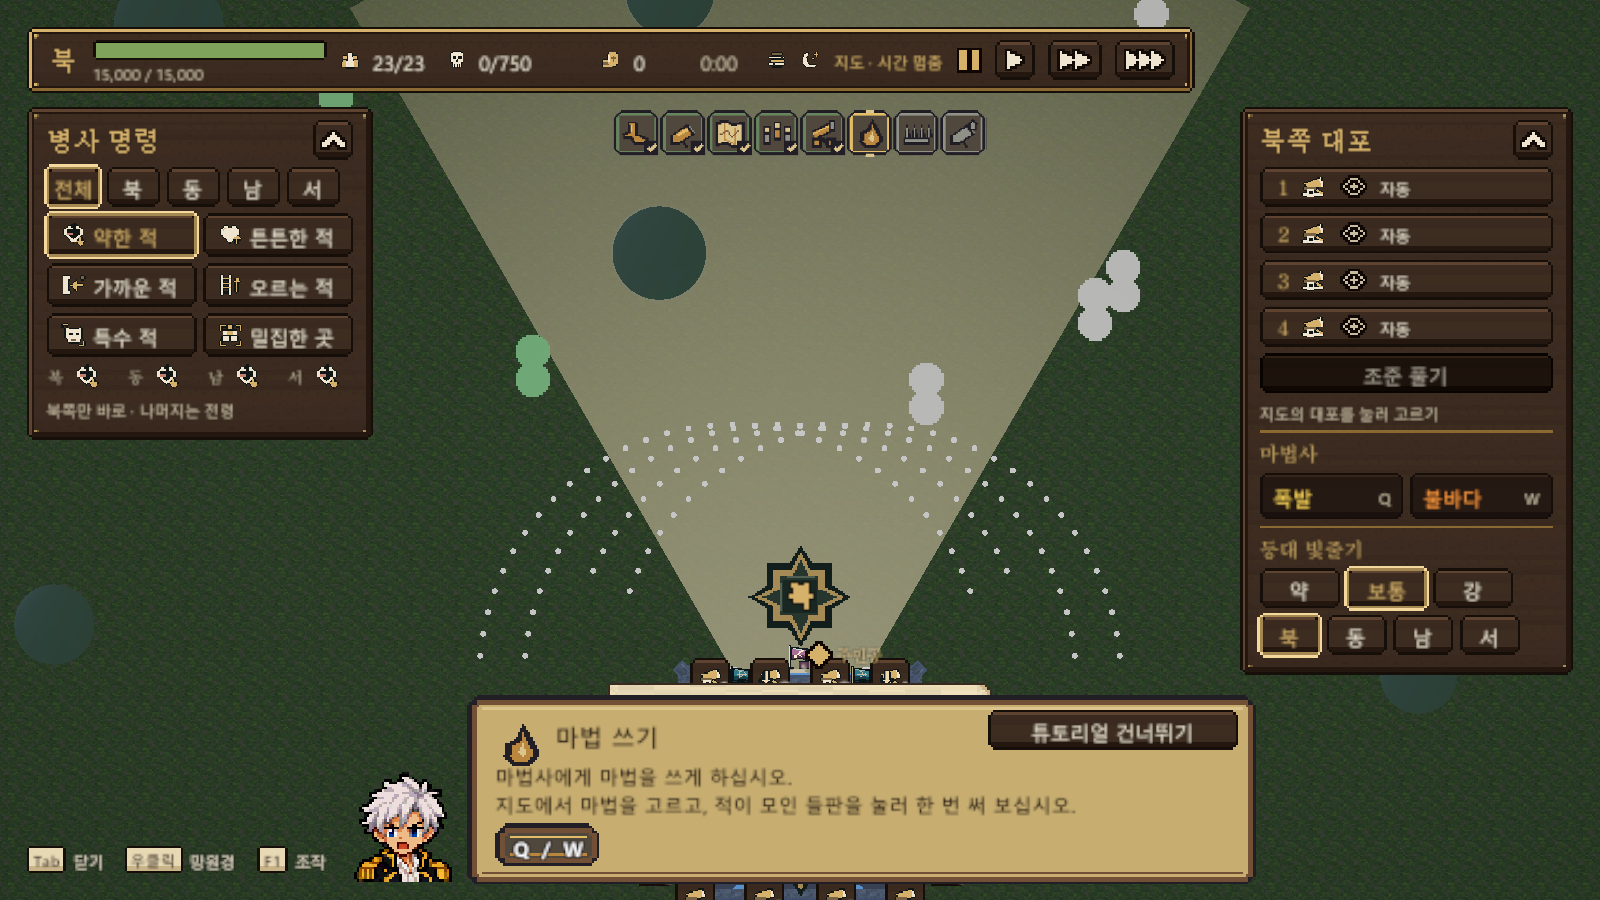 북
15,000 / 15,000
23/23
0/750
0
0:00
지도 · 시간 멈춤
병사 명령
전체 북 동 남 서
약한 적 튼튼한 적
가까운 적 오르는 적
특수 적 밀집한 곳
북 동 남 서
북쪽만 바로 · 나머지는 전령
북쪽 대포
1 자동
2 자동
3 자동
4 자동
조준 풀기
지도의 대포를 눌러 고르기
마법사
폭발 Q 불바다 W
등대 빛줄기
약 보통 강
북 동 남 서
마법 쓰기
튜토리얼 건너뛰기
마법사에게 마법을 쓰게 하십시오.
지도에서 마법을 고르고, 적이 모인 들판을 눌러 한 번 써 보십시오.
Q / W
Tab 닫기 우클릭 망원경 F1 조작